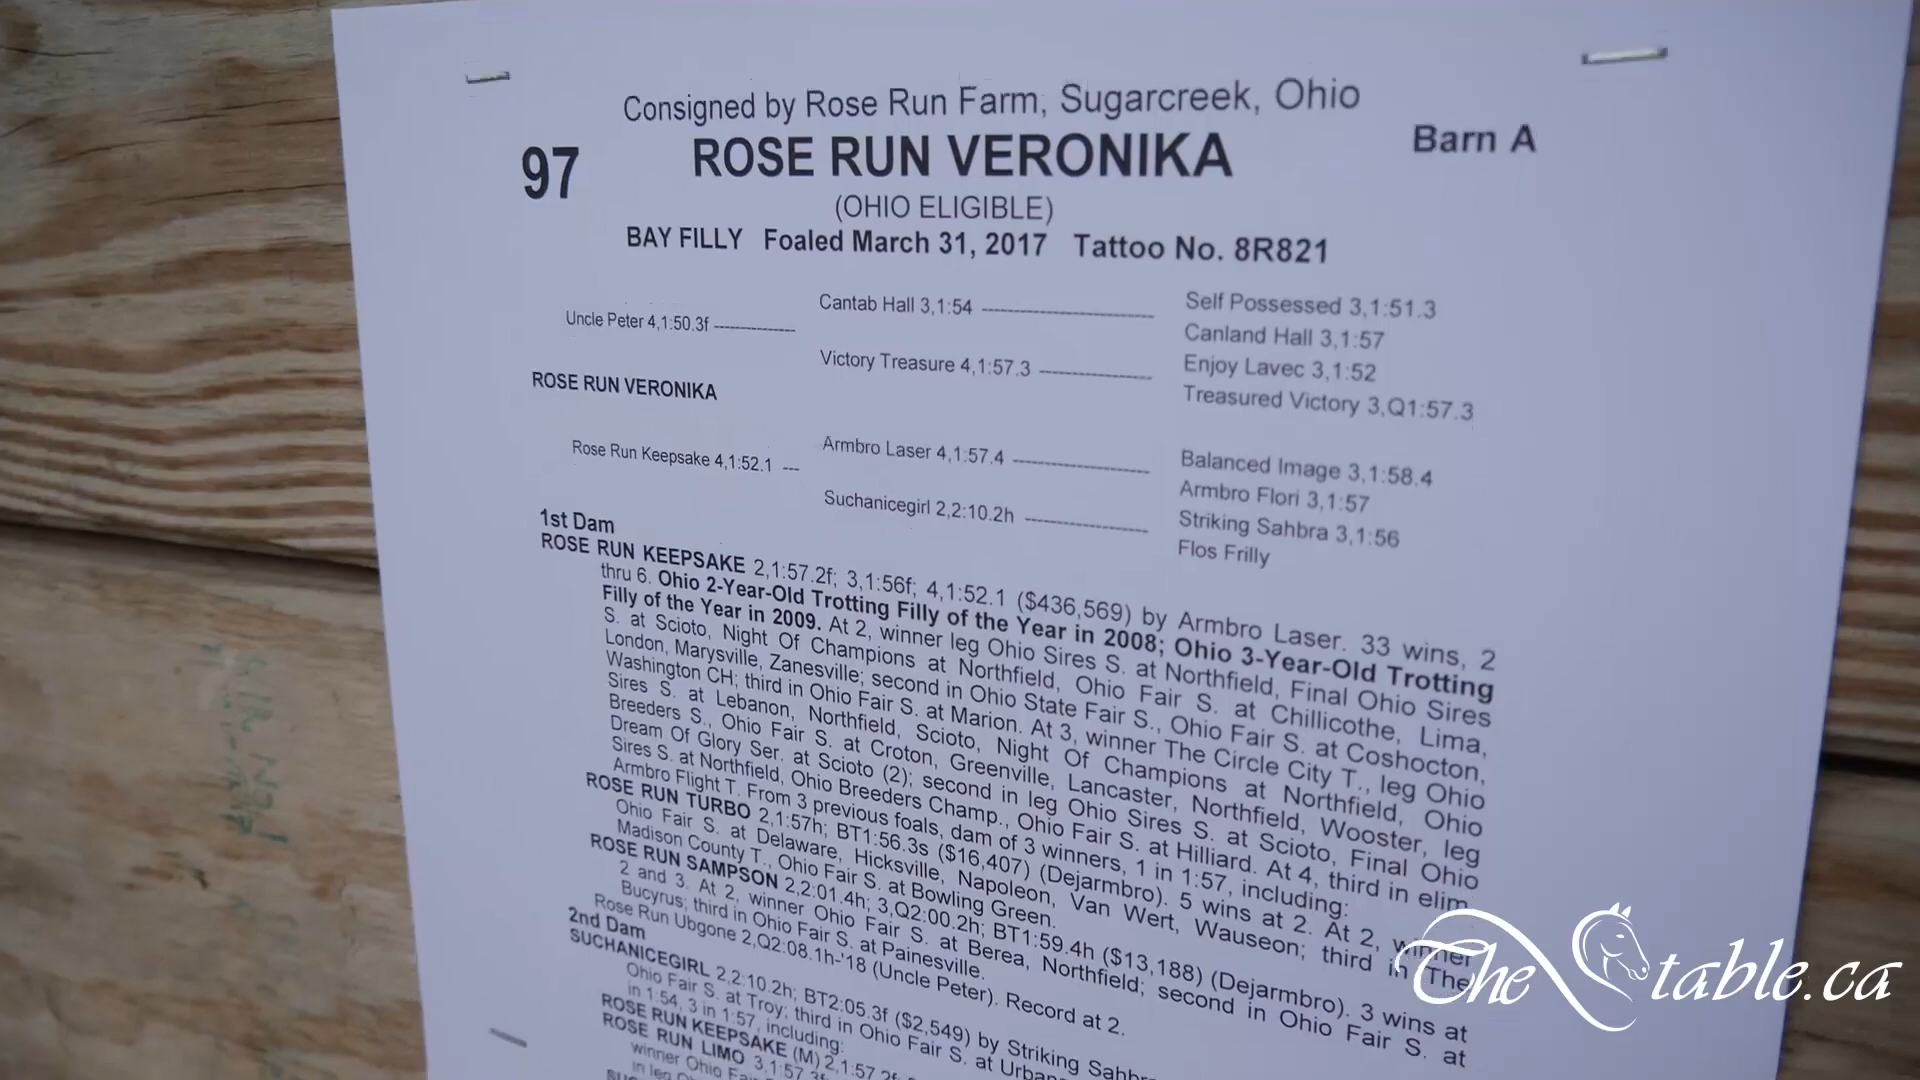 Consigned by Rose Run Farm, Sugarcreek, Ohio
97 ROSE RUN VERONIKA Barn A
(OHIO ELIGIBLE)
BAY FILLY Foaled March 31, 2017 Tattoo No. 8R821
Self Possessed 3,1:51.3
Cantab Hall 3,1:54
Canland Hall 3,1:57
Uncle Peter 4,1:50.3f
Enjoy Lavec 3,1:52
Victory Treasure 4,1:57.3
Treasured Victory 3,Q1:57.3
ROSE RUN VERONIKA
Balanced Image 3,1:58.4
Armbro Laser 4,1:57.4
Armbro Flori 3,1:57
Rose Run Keepsake 4,1:52.1
Striking Sahbra 3,1:56
Suchanicegirl 2,2:10.2h
Flos Frilly
1st Dam
ROSE RUN KEEPSAKE 2,1:57.2f; 3,1:56f; 4,1:52.1 ($436,569) by Armbro Laser. 33 wins, 2
thru 6. Ohio 2-Year-Old Trotting Filly of the Year in 2008; Ohio 3-Year-Old Trotting
Filly of the Year in 2009. At 2, winner leg Ohio Sires S. at Northfield, Final Ohio Sires
S. at Scioto, Night Of Champions at Northfield, Ohio Fair S. at Chillicothe, Lima,
London, Marysville, Zanesville; second in Ohio State Fair S., Ohio Fair S. at Coshocton,
Washington CH; third in Ohio Fair S. at Marion. At 3, winner The Circle City T., leg Ohio
Sires S. at Lebanon, Northfield, Scioto, Night Of Champions at Northfield, Ohio
Breeders S., Ohio Fair S. at Croton, Greenville, Lancaster, Northfield, Wooster, leg
Dream Of Glory Ser. at Scioto (2); second in leg Ohio Sires S. at Scioto, Final Ohio
Sires S. at Northfield, Ohio Breeders Champ., Ohio Fair S. at Hilliard. At 4, third in elim.
Armbro Flight T. From 3 previous foals, dam of 3 winners, 1 in 1:57, including:
ROSE RUN TURBO 2,1:57h; BT1:56.3s ($16,407) (Dejarmbro). 5 wins at 2. At 2, winner
Ohio Fair S. at Delaware, Hicksville, Napoleon, Van Wert, Wauseon; third in The
Madison County T., Ohio Fair S. at Bowling Green.
ROSE RUN SAMPSON 2,2:01.4h; 3,Q2:00.2h; BT1:59.4h ($13,188) (Dejarmbro). 3 wins at
2 and 3. At 2, winner Ohio Fair S. at Berea, Northfield; second in Ohio Fair S. at
Bucyrus; third in Ohio Fair S. at Painesville.
Rose Run Ubgone 2,Q2:08.1h-'18 (Uncle Peter). Record at 2.
2nd Dam
SUCHANICEGIRL 2,2:10.2h; BT2:05.3f ($2,549) by Striking Sahbr
Ohio Fair S. at Troy; third in Ohio Fair S. at Urban
in 1:54, 3 in 1:57, including:
ROSE RUN KEEPSAKE (M) 2,1:57.2f
ROSE RUN LIMO 3,1:57.3f
winner Ohio Fai
in leg O
The Stable.ca